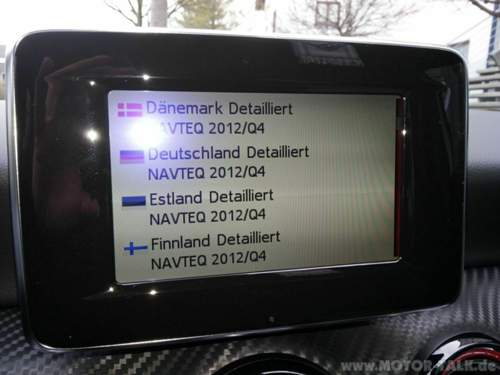 Dänemark Detailliert
NAVTEQ 2012/Q4
Deutschland Detailliert
NAVTEQ 2012/Q4
Estland Detailliert
NAVTEQ 2012/Q4
Finnland Detailliert
NAVTEQ 2012/Q4
www.MOTOR-TALK.de